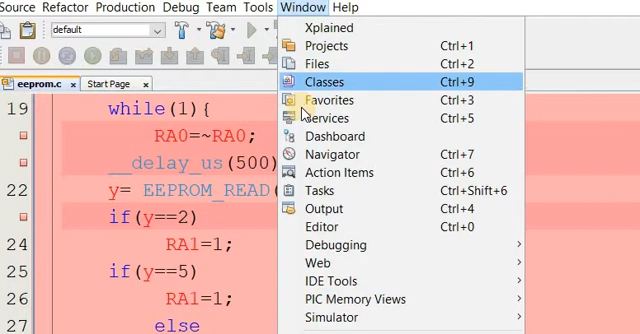 Source Refactor Production Debug Team Tools Window Help
default
eeprom.c Start Page
Xplained
Projects Ctrl+1
Files Ctrl+2
Classes Ctrl+9
Favorites Ctrl+3
Services Ctrl+5
Dashboard
Navigator Ctrl+7
Action Items Ctrl+6
Tasks Ctrl+Shift+6
Output Ctrl+4
Editor Ctrl+0
Debugging
Web
IDE Tools
PIC Memory Views
Simulator
19 while(1){
RA0=~RA0;
__delay_us(500)
22 y= EEPROM_READ(
if(y==2)
24 RA1=1;
25 if(y==5)
26 RA1=1;
27 else